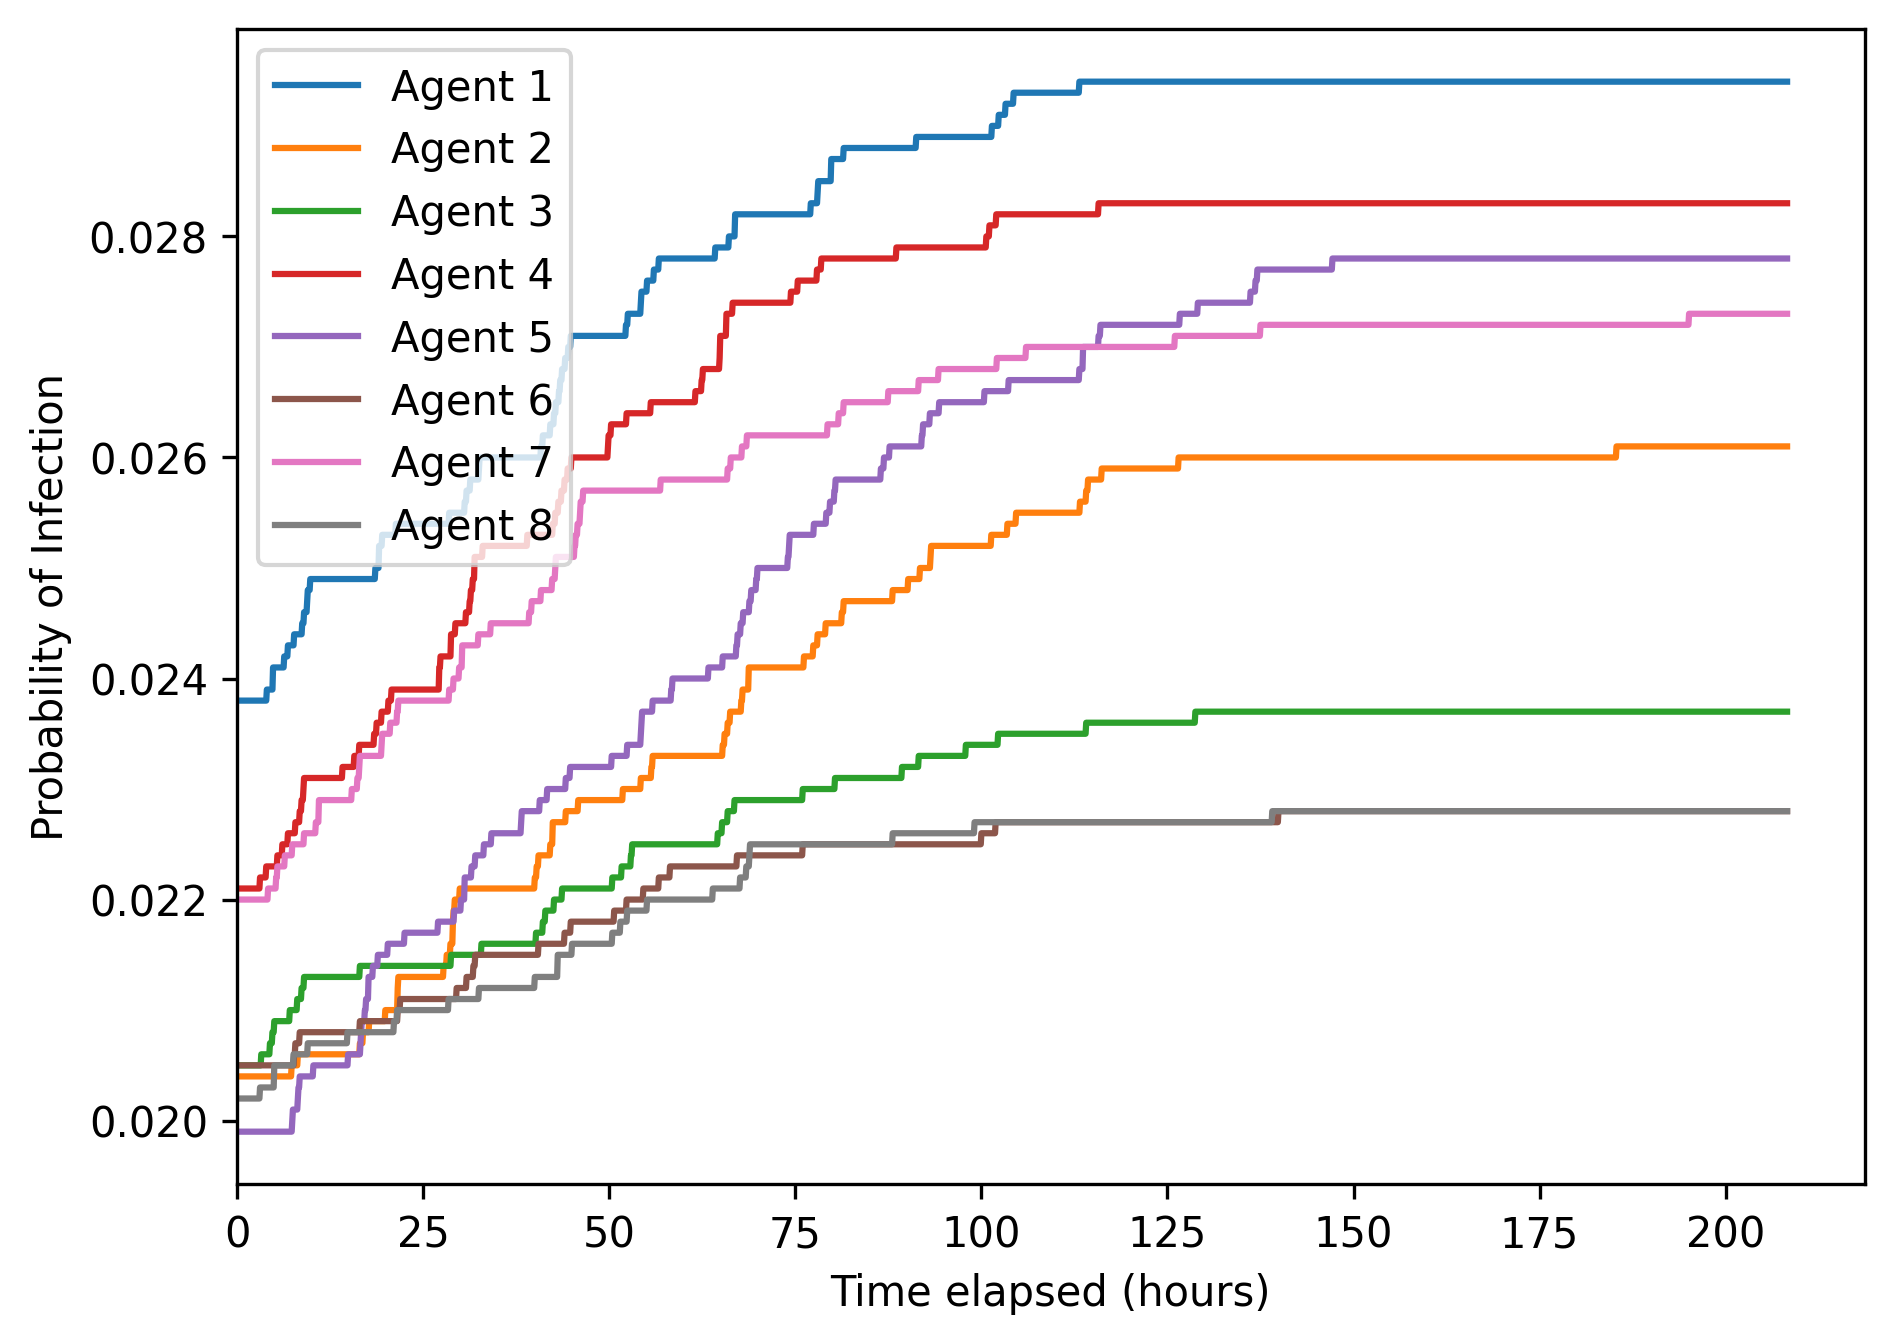 Agent 1
Agent 2
Agent 3
Agent 4
Agent 5
Agent 6
Agent 7
Agent 8
Probability of Infection
0.028
0.026
0.024
0.022
0.020
0 25 50 75 100 125 150 175 200
Time elapsed (hours)